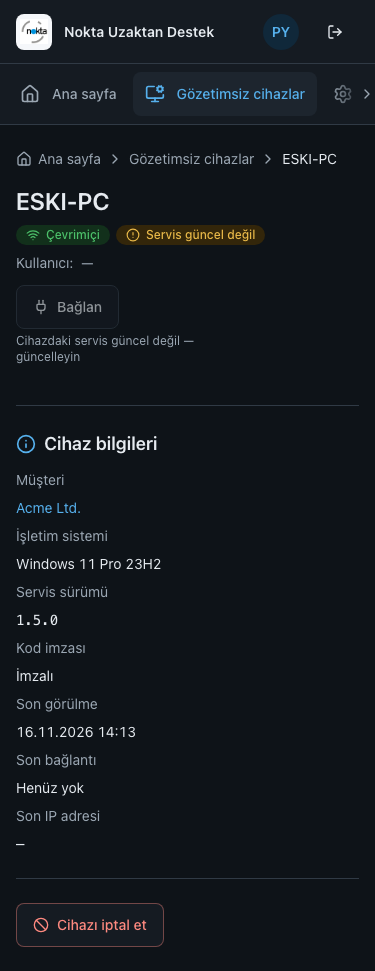 nokta
Nokta Uzaktan Destek
PY
Ana sayfa
Gözetimsiz cihazlar
Ana sayfa
Gözetimsiz cihazlar
ESKI-PC
ESKI-PC
Çevrimiçi
Servis güncel değil
Kullanıcı: —
Bağlan
Cihazdaki servis güncel değil —
güncelleyin
Cihaz bilgileri
Müşteri
Acme Ltd.
İşletim sistemi
Windows 11 Pro 23H2
Servis sürümü
1.5.0
Kod imzası
İmzalı
Son görülme
16.11.2026 14:13
Son bağlantı
Henüz yok
Son IP adresi
—
Cihazı iptal et